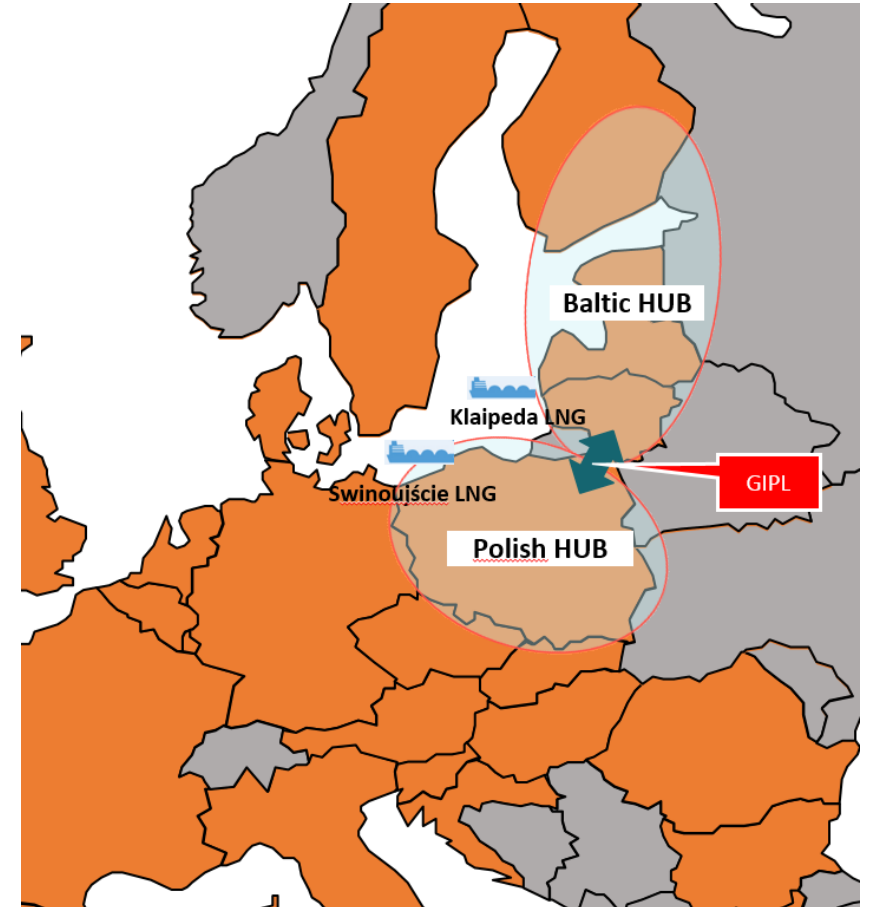 Baltic HUB
Klaipeda LNG
Swinoujście LNG
GIPL
Polish HUB